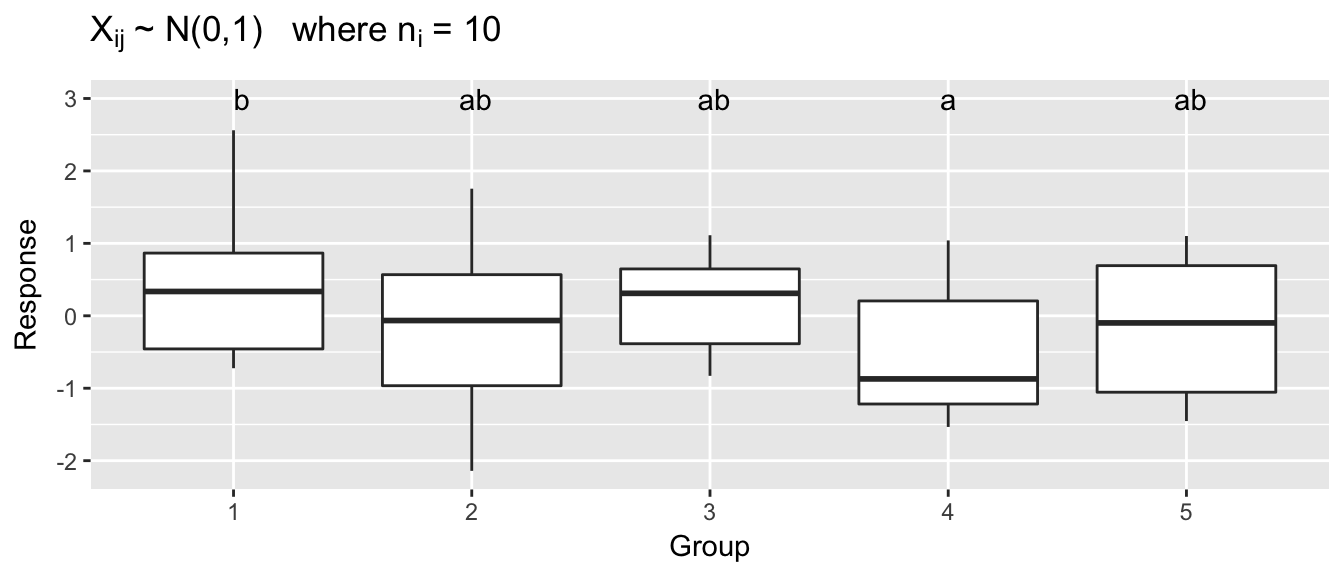 Xij ~ N(0,1) where ni = 10
b ab ab a ab
3
2
1
0
-1
-2
Response
1 2 3 4 5
Group